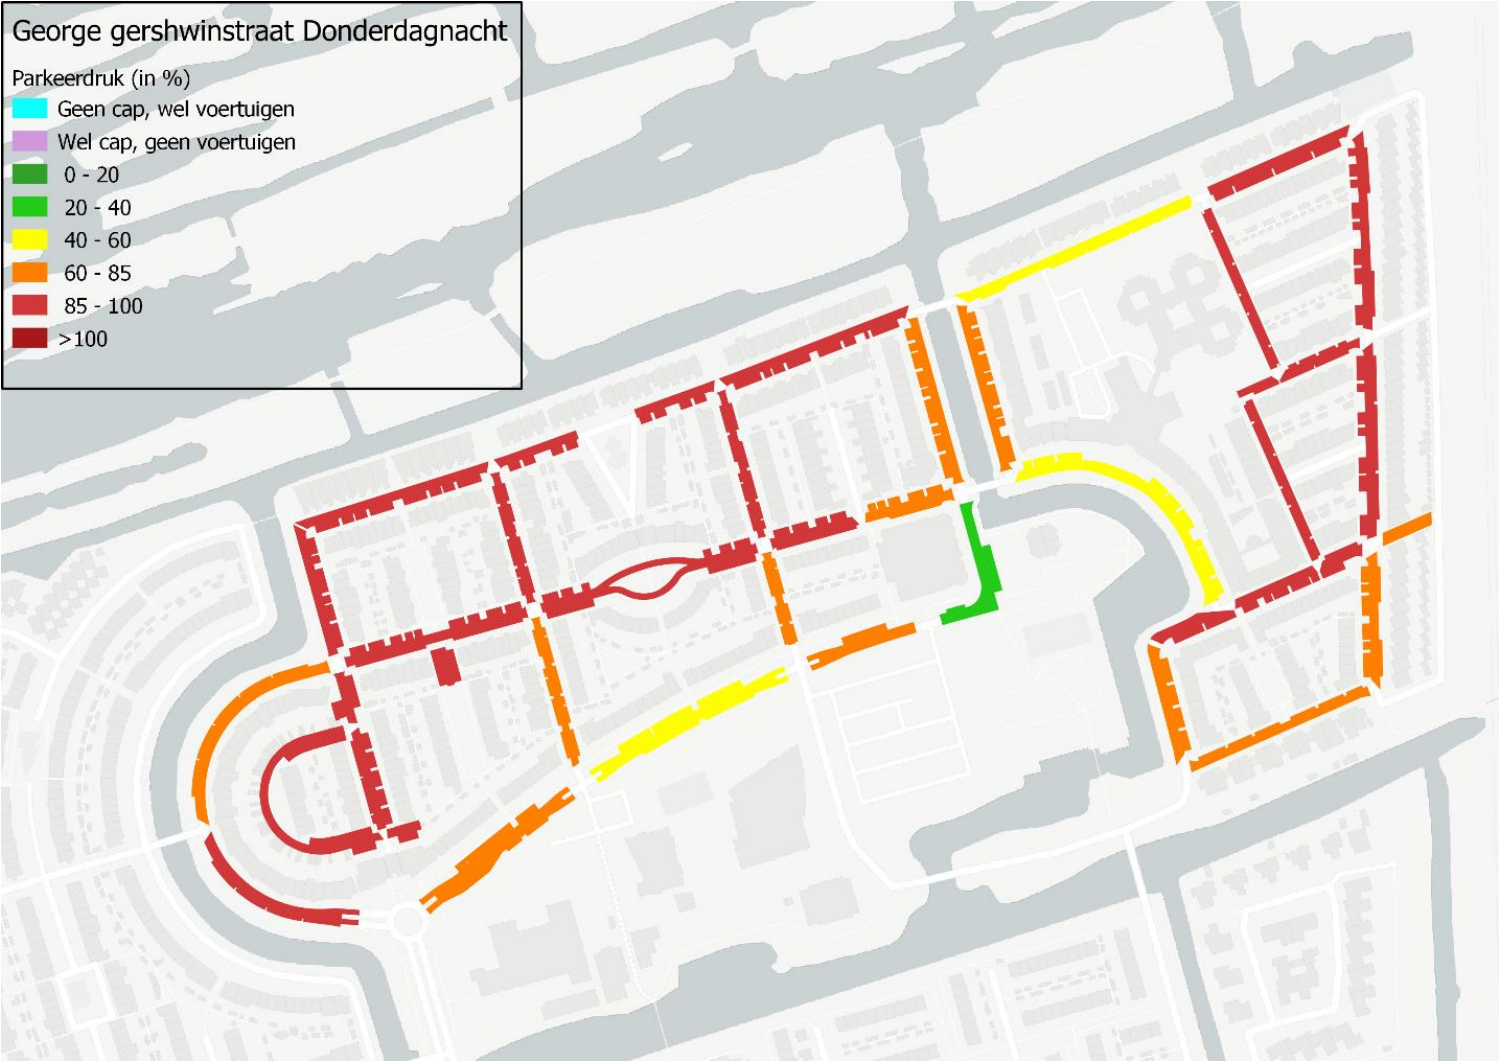 George gershwinstraat Donderdagnacht
Parkeerdruk (in %)
Geen cap, wel voertuigen
Wel cap, geen voertuigen
0 - 20
20 - 40
40 - 60
60 - 85
85 - 100
>100